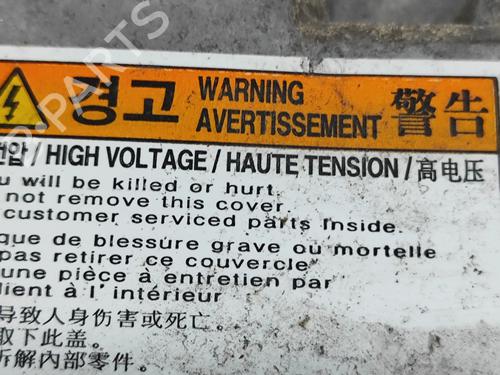 경고 WARNING AVERTISSEMENT 警告
압 / HIGH VOLTAGE / HAUTE TENSION / 高电压
will be killed or hurt.
not remove this cover.
customer serviced parts inside.
que de blessure grave ou mortelle
pas retirer ce couvercle
une pièce à entretien par
lient à l'intérieur
导致人身伤害或死亡.
取下此盖.
拆解内部零件.